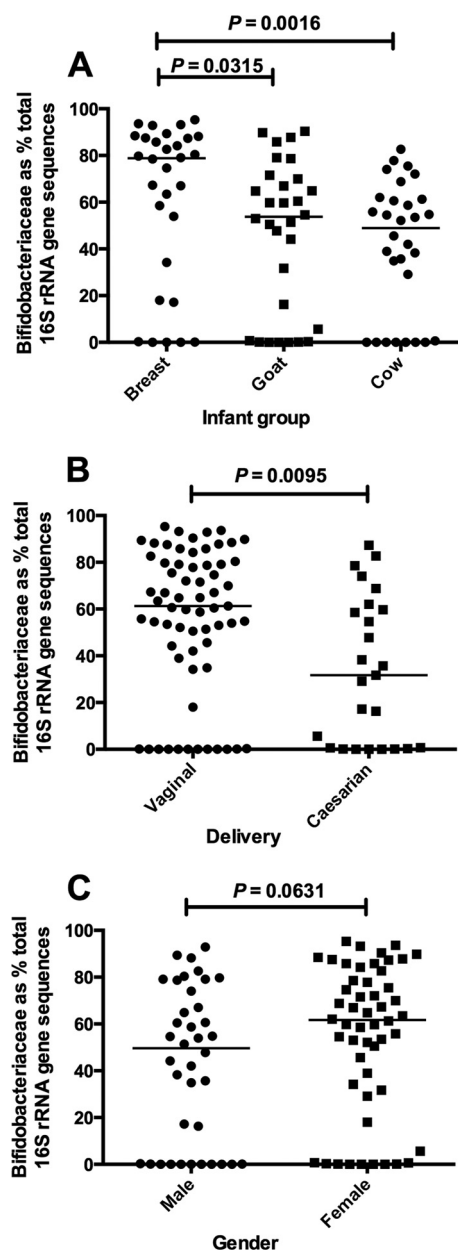 P = 0.0016
A
P = 0.0315
Bifidobacteriaceae as % total
16S rRNA gene sequences
100
80
60
40
20
0
Breast
Goat
Cow
Infant group
B
P = 0.0095
Bifidobacteriaceae as % total
16S rRNA gene sequences
100
80
60
40
20
0
Vaginal
Caesarian
Delivery
C
P = 0.0631
Bifidobacteriaceae as % total
16S rRNA gene sequences
100
80
60
40
20
0
Male
Female
Gender